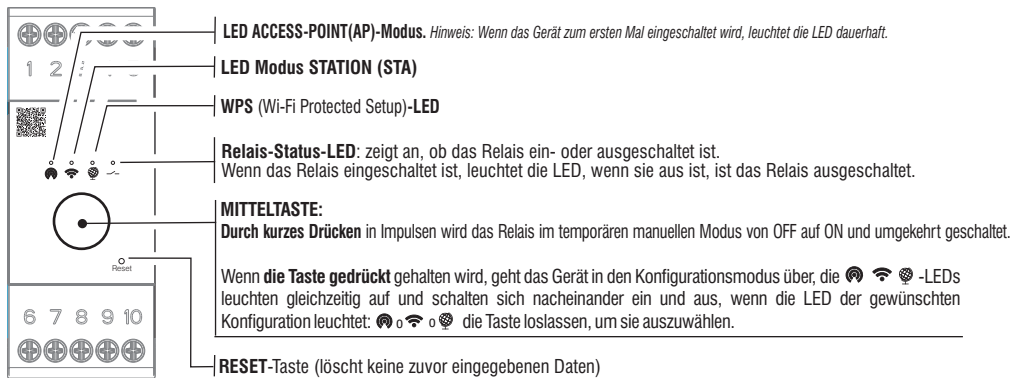 LED ACCESS-POINT(AP)-Modus. Hinweis: Wenn das Gerät zum ersten Mal eingeschaltet wird, leuchtet die LED dauerhaft.
1 2
LED Modus STATION (STA)
WPS (Wi-Fi Protected Setup)-LED
Relais-Status-LED: zeigt an, ob das Relais ein- oder ausgeschaltet ist.
Wenn das Relais eingeschaltet ist, leuchtet die LED, wenn sie aus ist, ist das Relais ausgeschaltet.
MITTELTASTE:
Durch kurzes Drücken in Impulsen wird das Relais im temporären manuellen Modus von OFF auf ON und umgekehrt geschaltet.
Wenn die Taste gedrückt gehalten wird, geht das Gerät in den Konfigurationsmodus über, die -LEDs
leuchten gleichzeitig auf und schalten sich nacheinander ein und aus, wenn die LED der gewünschten
Konfiguration leuchtet: o o die Taste loslassen, um sie auszuwählen.
Reset
6 7 8 9 10
RESET-Taste (löscht keine zuvor eingegebenen Daten)